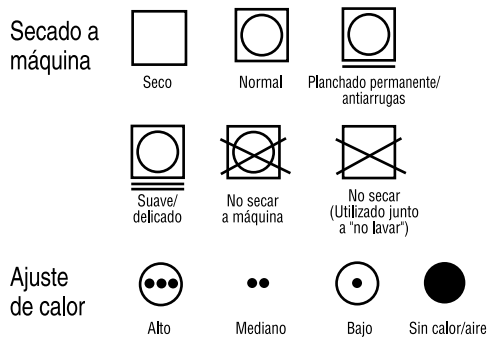 Secado a
máquina
Seco
Normal
Planchado permanente/
antiarrugas
Suave/
delicado
No secar
a máquina
No secar
(Utilizado junto
a "no lavar")
Ajuste
de calor
Alto
Mediano
Bajo
Sin calor/aire